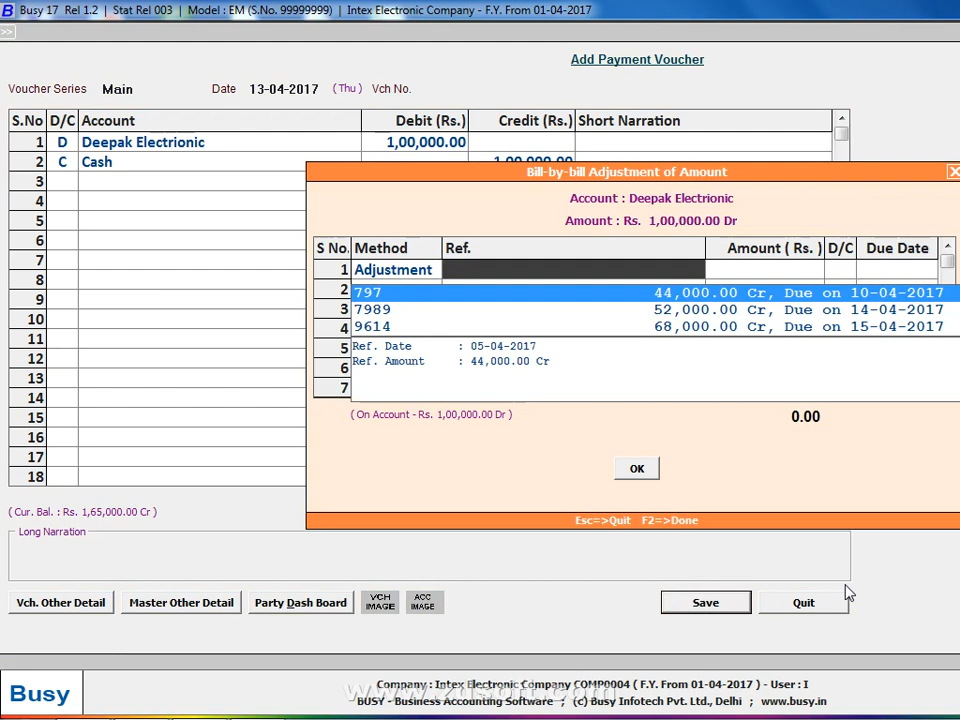 Busy 17 Rel 1.2 | Stat Rel 003 | Model : EM (S.No. 99999999) | Intex Electronic Company - F.Y. From 01-04-2017
>>
Add Payment Voucher
Voucher Series Main Date 13-04-2017 ( Thu ) Vch No.
S.No D/C Account Debit (Rs.) Credit (Rs.) Short Narration
1 D Deepak Electrionic 1,00,000.00
2 C Cash 1,00,000.00
3
4
5
6
7
8
9
10
11
12
13
14
15
16
17
18
Bill-by-bill Adjustment of Amount
Account : Deepak Electrionic
Amount : Rs. 1,00,000.00 Dr
S No. Method Ref. Amount ( Rs. ) D/C Due Date
1 Adjustment
2 797 44,000.00 Cr, Due on 10-04-2017
3 7989 52,000.00 Cr, Due on 14-04-2017
4 9614 68,000.00 Cr, Due on 15-04-2017
5 Ref. Date : 05-04-2017
6 Ref. Amount : 44,000.00 Cr
7
( On Account - Rs. 1,00,000.00 Dr ) 0.00
OK
Esc=>Quit F2=>Done
( Cur. Bal. : Rs. 1,65,000.00 Cr )
Long Narration
Vch. Other Detail Master Other Detail Party Dash Board VCH IMAGE ACC IMAGE Save Quit
www.zdsoft.com
Busy
Company : Intex Electronic Company COMP0004 ( F.Y. From 01-04-2017 ) - User : I
BUSY - Business Accounting Software ; (c) Busy Infotech Pvt. Ltd., Delhi ; www.busy.in